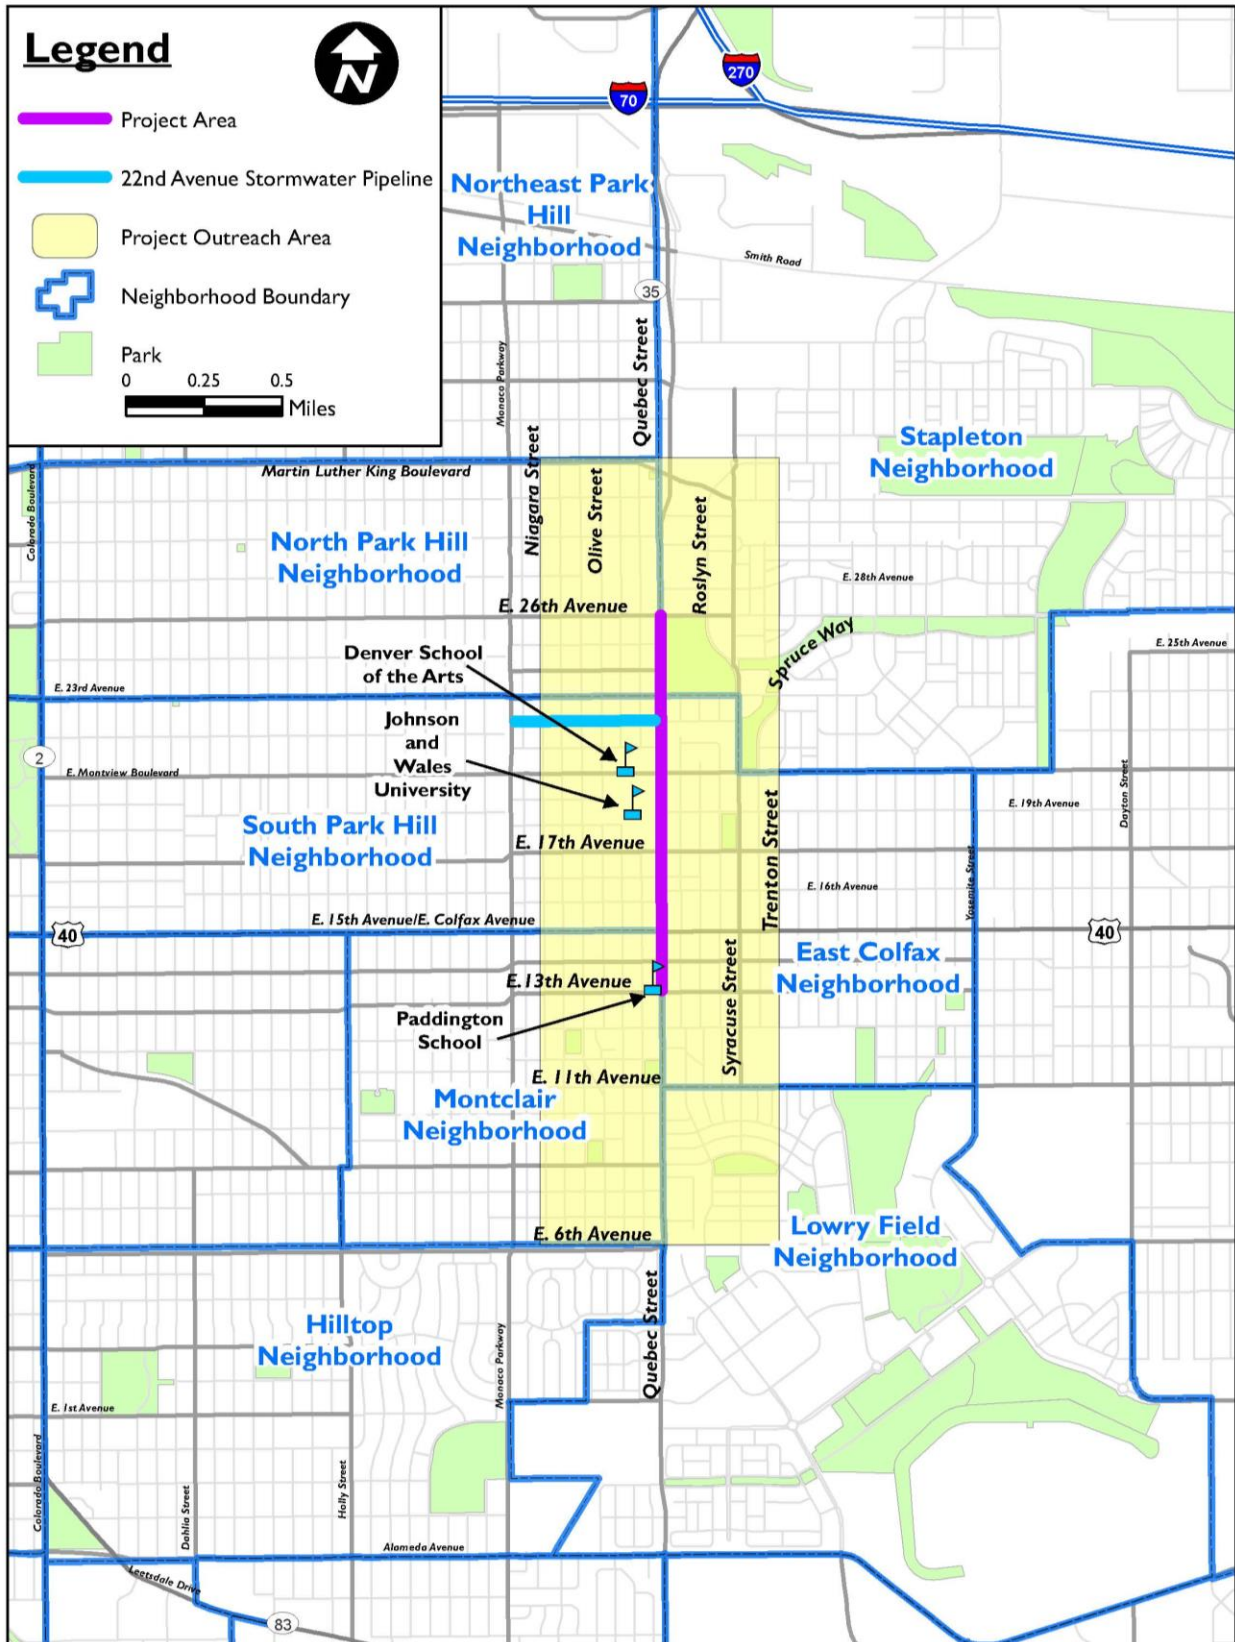 Legend
N
Project Area
22nd Avenue Stormwater Pipeline
Project Outreach Area
Neighborhood Boundary
Park
0 0.25 0.5
Miles
270
70
Northeast Park
Hill
Neighborhood
Smith Road
35
Quebec Street
Monaco Parkway
Stapleton
Neighborhood
Martin Luther King Boulevard
Colorado Boulevard
Niagara Street
Olive Street
Roslyn Street
North Park Hill
Neighborhood
E. 28th Avenue
E. 26th Avenue
Spruce Way
E. 25th Avenue
Denver School
of the Arts
E. 23rd Avenue
Johnson
and
Wales
University
2
E. Montview Boulevard
E. 19th Avenue
Dayton Street
South Park Hill
Neighborhood
E. 17th Avenue
Trenton Street
Yosemite Street
E. 16th Avenue
E. 15th Avenue/E. Colfax Avenue
40
40
East Colfax
Neighborhood
E. 13th Avenue
Syracuse Street
Paddington
School
E. 11th Avenue
Montclair
Neighborhood
E. 6th Avenue
Lowry Field
Neighborhood
Quebec Street
Hilltop
Neighborhood
Monaco Parkway
E. 1st Avenue
Colorado Boulevard
Dahlia Street
Holly Street
Alameda Avenue
Leetsdale Drive
83